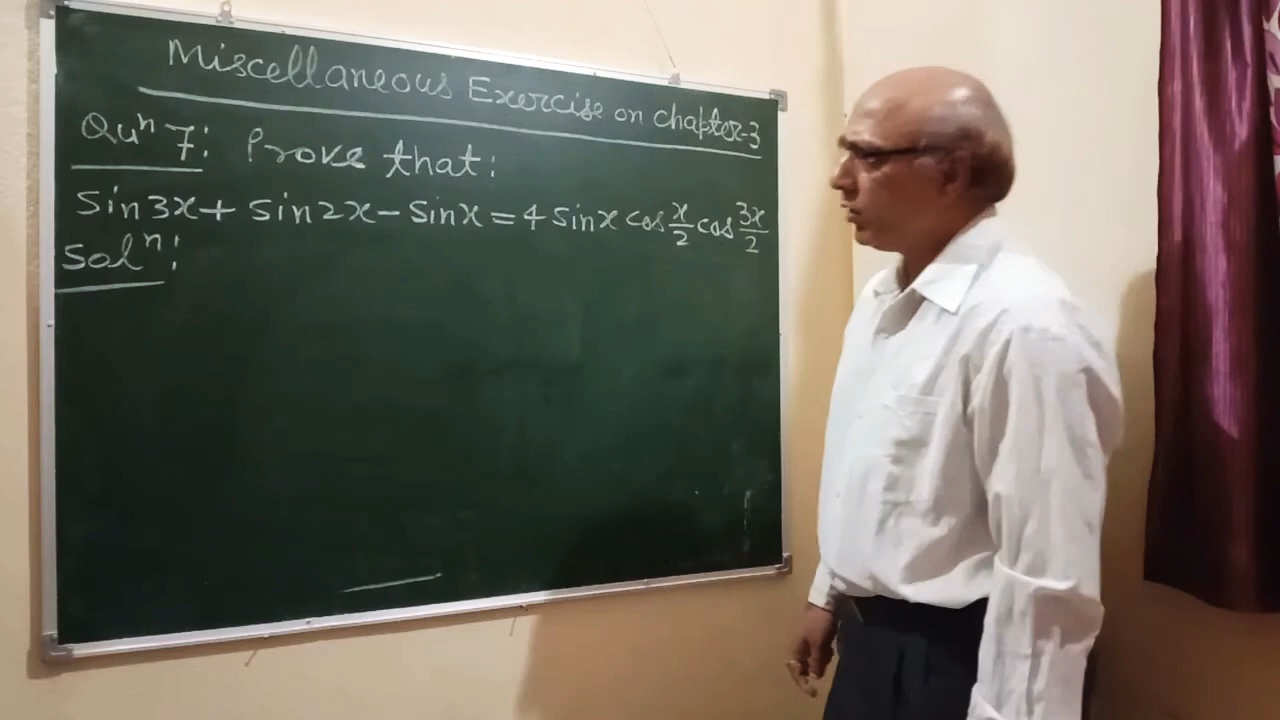 Miscellaneous Exercise on chapter-3
Quⁿ 7: Prove that:
Sin3x + Sin2x - Sinx = 4 Sinx cos x/2 cos 3x/2
Solⁿ: